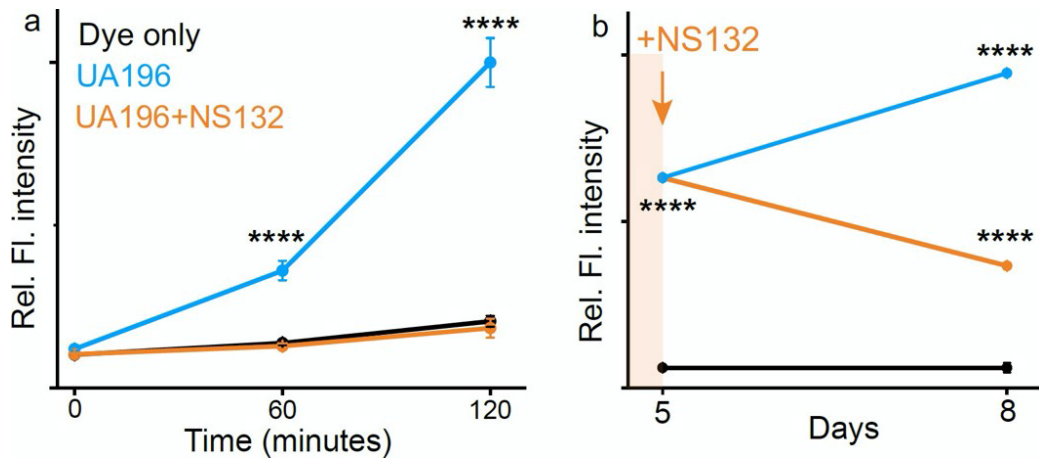 a
Dye only
UA196
UA196+NS132
****
****
Rel. Fl. intensity
0
60
120
Time (minutes)
b
+NS132
****
****
****
Rel. Fl. intensity
5
8
Days